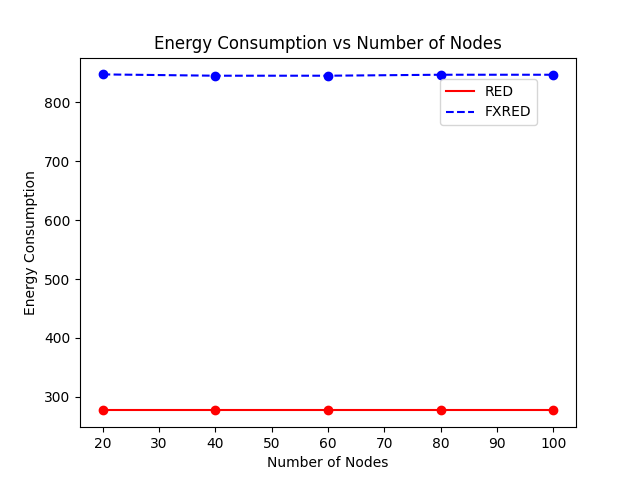 Energy Consumption vs Number of Nodes
RED
FXRED
Energy Consumption
800
700
600
500
400
300
20 30 40 50 60 70 80 90 100
Number of Nodes